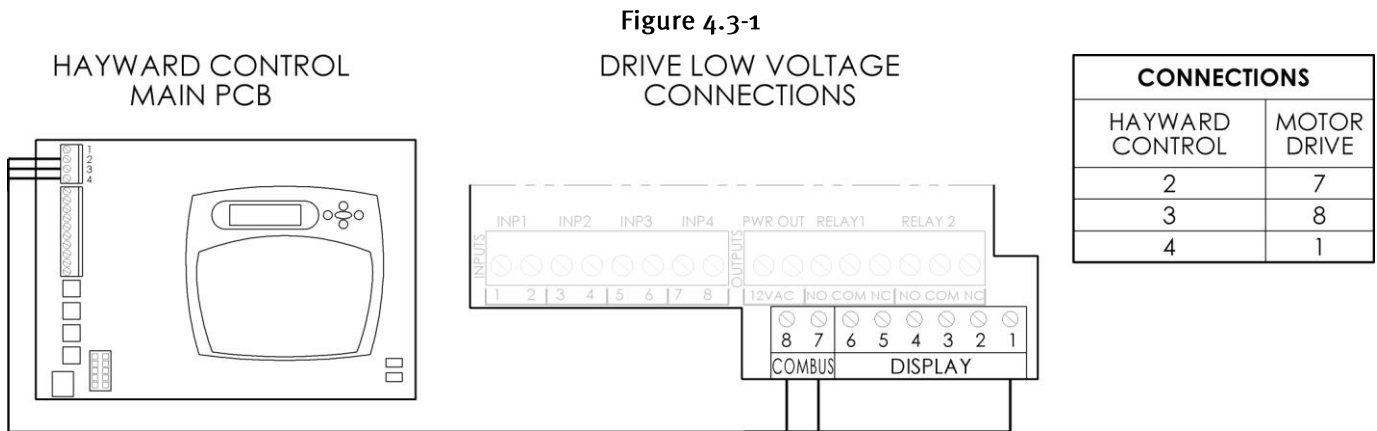 Figure 4.3-1
HAYWARD CONTROL
MAIN PCB
1
2
3
4
DRIVE LOW VOLTAGE
CONNECTIONS
INP1 INP2 INP3 INP4 PWR OUT RELAY1 RELAY 2
INPUTS
OUTPUTS
1 2 3 4 5 6 7 8 12VAC NO COM NC NO COM NC
8 7 6 5 4 3 2 1
COMBUS DISPLAY
CONNECTIONS
HAYWARD CONTROL MOTOR DRIVE
2 7
3 8
4 1